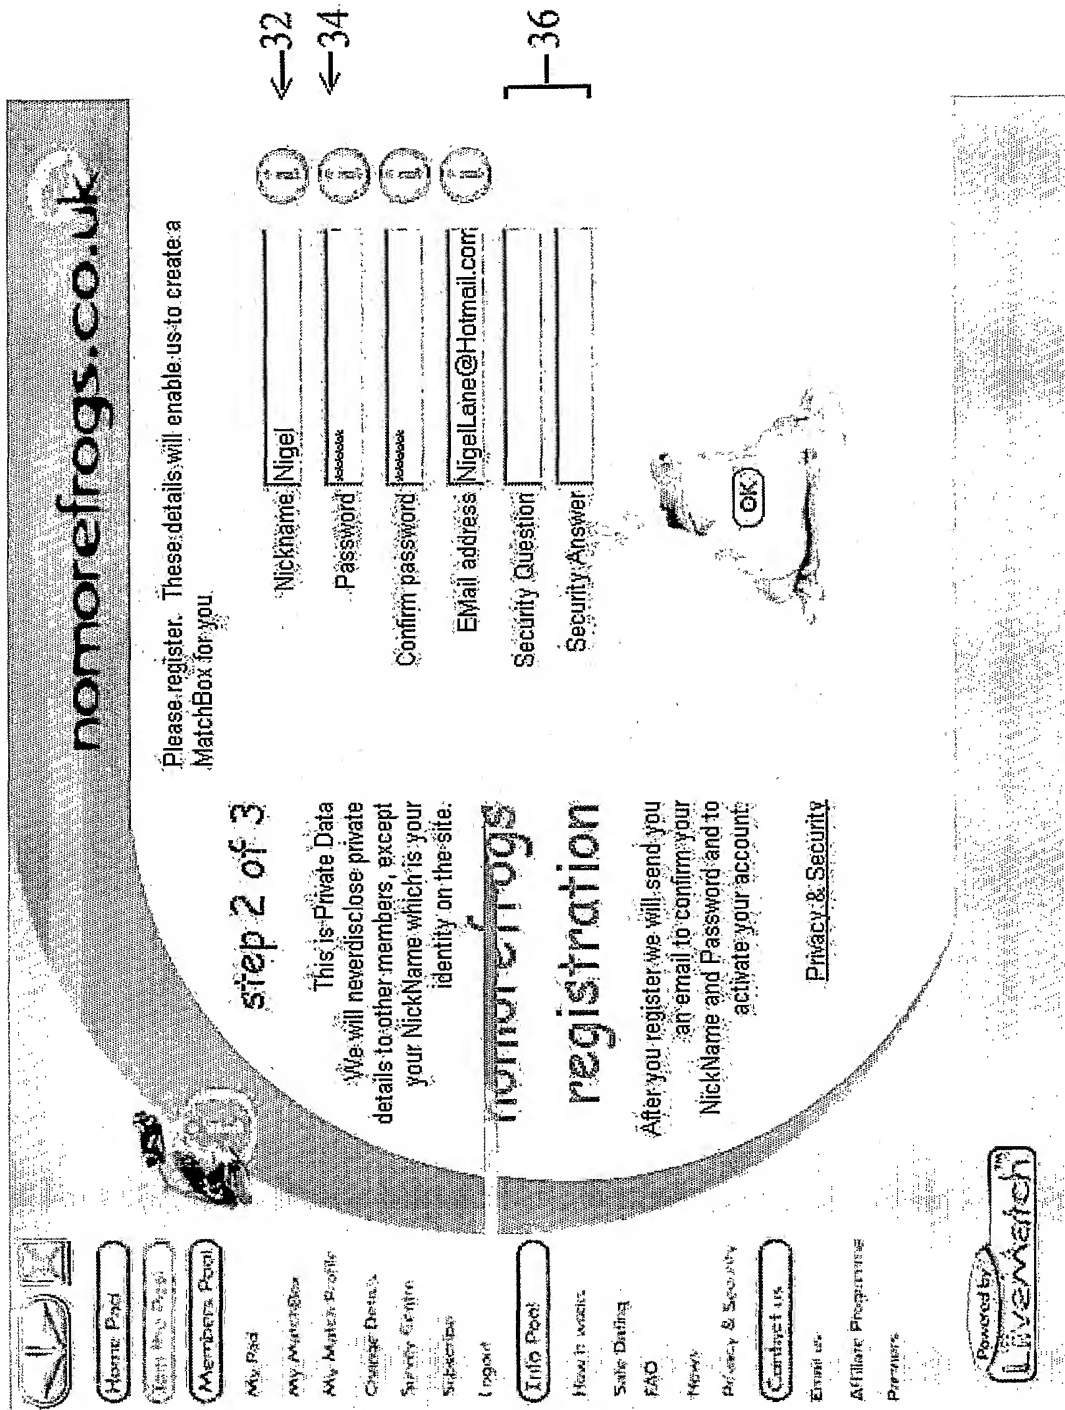 nomorefrogs.co.uk
Home Pad
Members Pool
My Pad
My MatchBox
My Match Profile
Change Details
Survey Centre
Logout
Info Pool
How it works
Safe Dating
FAQ
News
Privacy & Security
Contact us
Email us
Affiliate Programme
Partners
Powered by
LiveMatch™
step 2 of 3
This is Private Data
We will neverdisclose private
details to other members, except
your NickName which is your
identity on the site.
nomorefrogs
registration
After you register we will send you
an email to confirm your
NickName and Password and to
activate your account.
Privacy & Security
Please register. These details will enable us to create a
MatchBox for you
Nickname Nigel i ←32
Password ******* i ←34
Confirm password ******* i
EMail address NigelLane@Hotmail.com i
Security Question
Security Answer
36
OK